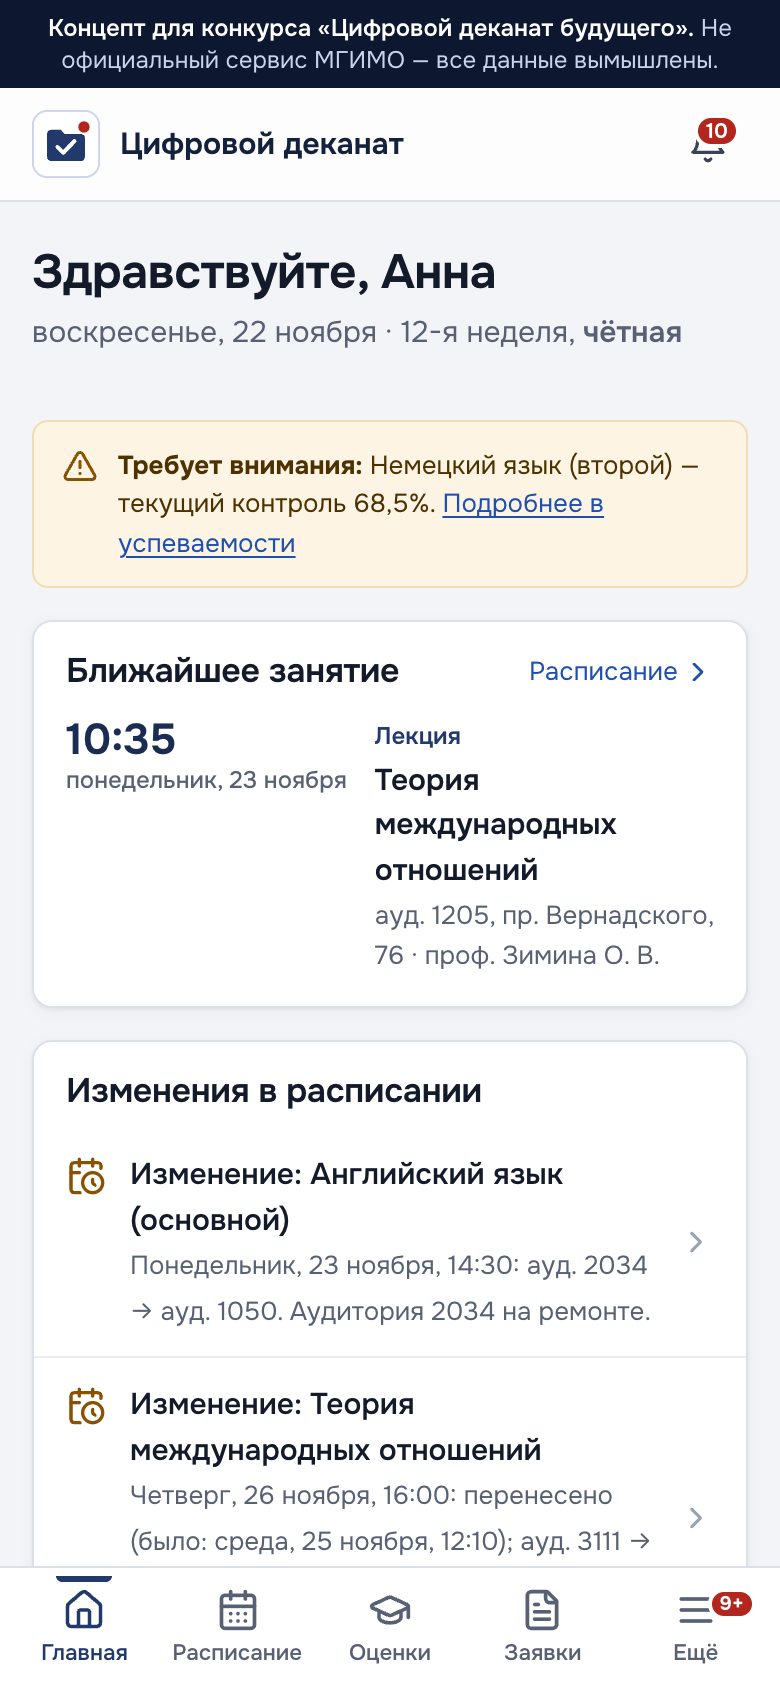 Концепт для конкурса «Цифровой деканат будущего». Не
официальный сервис МГИМО — все данные вымышлены.
Цифровой деканат
10
Здравствуйте, Анна
воскресенье, 22 ноября · 12-я неделя, чётная
Требует внимания: Немецкий язык (второй) —
текущий контроль 68,5%. Подробнее в
успеваемости
Ближайшее занятие
Расписание
10:35
понедельник, 23 ноября
Лекция
Теория
международных
отношений
ауд. 1205, пр. Вернадского,
76 · проф. Зимина О. В.
Изменения в расписании
Изменение: Английский язык
(основной)
Понедельник, 23 ноября, 14:30: ауд. 2034
→ ауд. 1050. Аудитория 2034 на ремонте.
Изменение: Теория
международных отношений
Четверг, 26 ноября, 16:00: перенесено
(было: среда, 25 ноября, 12:10); ауд. 3111 →
9+
Главная
Расписание
Оценки
Заявки
Ещё